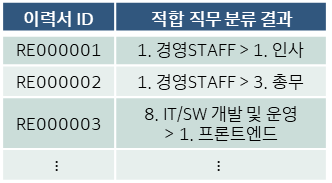 이력서 ID 적합 직무 분류 결과
RE000001 1. 경영STAFF > 1. 인사
RE000002 1. 경영STAFF > 3. 총무
RE000003 8. IT/SW 개발 및 운영
> 1. 프론트엔드
⋮ ⋮